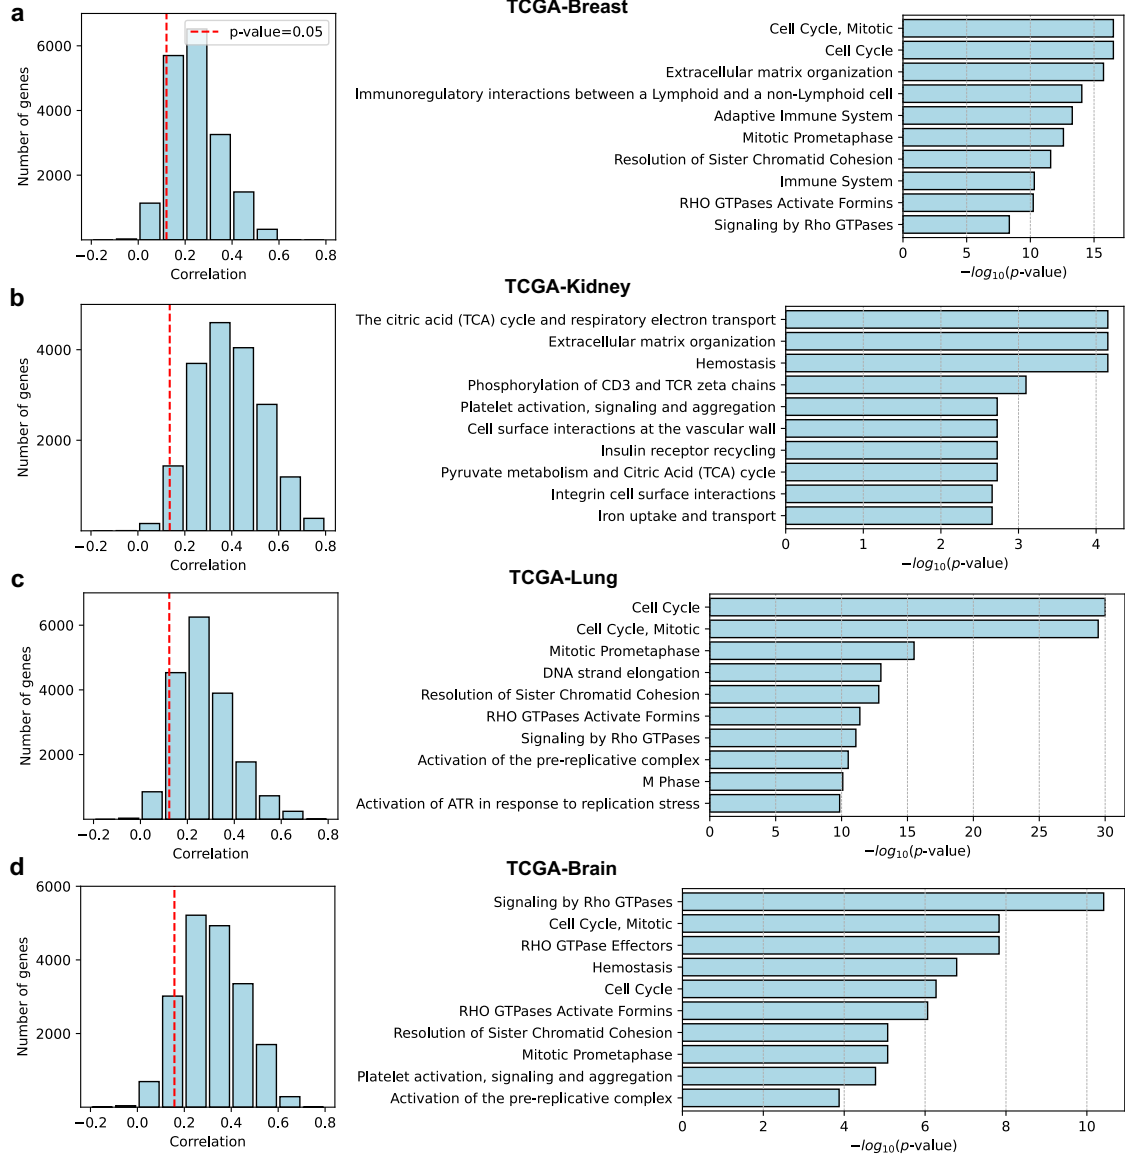 a
TCGA-Breast
p-value=0.05
Number of genes
6000
4000
2000
−0.2 0.0 0.2 0.4 0.6 0.8
Correlation
Cell Cycle, Mitotic
Cell Cycle
Extracellular matrix organization
Immunoregulatory interactions between a Lymphoid and a non-Lymphoid cell
Adaptive Immune System
Mitotic Prometaphase
Resolution of Sister Chromatid Cohesion
Immune System
RHO GTPases Activate Formins
Signaling by Rho GTPases
0 5 10 15
−log10(p-value)
b
TCGA-Kidney
Number of genes
4000
2000
0
−0.2 0.0 0.2 0.4 0.6 0.8
Correlation
The citric acid (TCA) cycle and respiratory electron transport
Extracellular matrix organization
Hemostasis
Phosphorylation of CD3 and TCR zeta chains
Platelet activation, signaling and aggregation
Cell surface interactions at the vascular wall
Insulin receptor recycling
Pyruvate metabolism and Citric Acid (TCA) cycle
Integrin cell surface interactions
Iron uptake and transport
0 1 2 3 4
−log10(p-value)
c
TCGA-Lung
Number of genes
6000
4000
2000
−0.2 0.0 0.2 0.4 0.6 0.8
Correlation
Cell Cycle
Cell Cycle, Mitotic
Mitotic Prometaphase
DNA strand elongation
Resolution of Sister Chromatid Cohesion
RHO GTPases Activate Formins
Signaling by Rho GTPases
Activation of the pre-replicative complex
M Phase
Activation of ATR in response to replication stress
0 5 10 15 20 25 30
−log10(p-value)
d
TCGA-Brain
Number of genes
6000
4000
2000
−0.2 0.0 0.2 0.4 0.6 0.8
Correlation
Signaling by Rho GTPases
Cell Cycle, Mitotic
RHO GTPase Effectors
Hemostasis
Cell Cycle
RHO GTPases Activate Formins
Resolution of Sister Chromatid Cohesion
Mitotic Prometaphase
Platelet activation, signaling and aggregation
Activation of the pre-replicative complex
0 2 4 6 8 10
−log10(p-value)